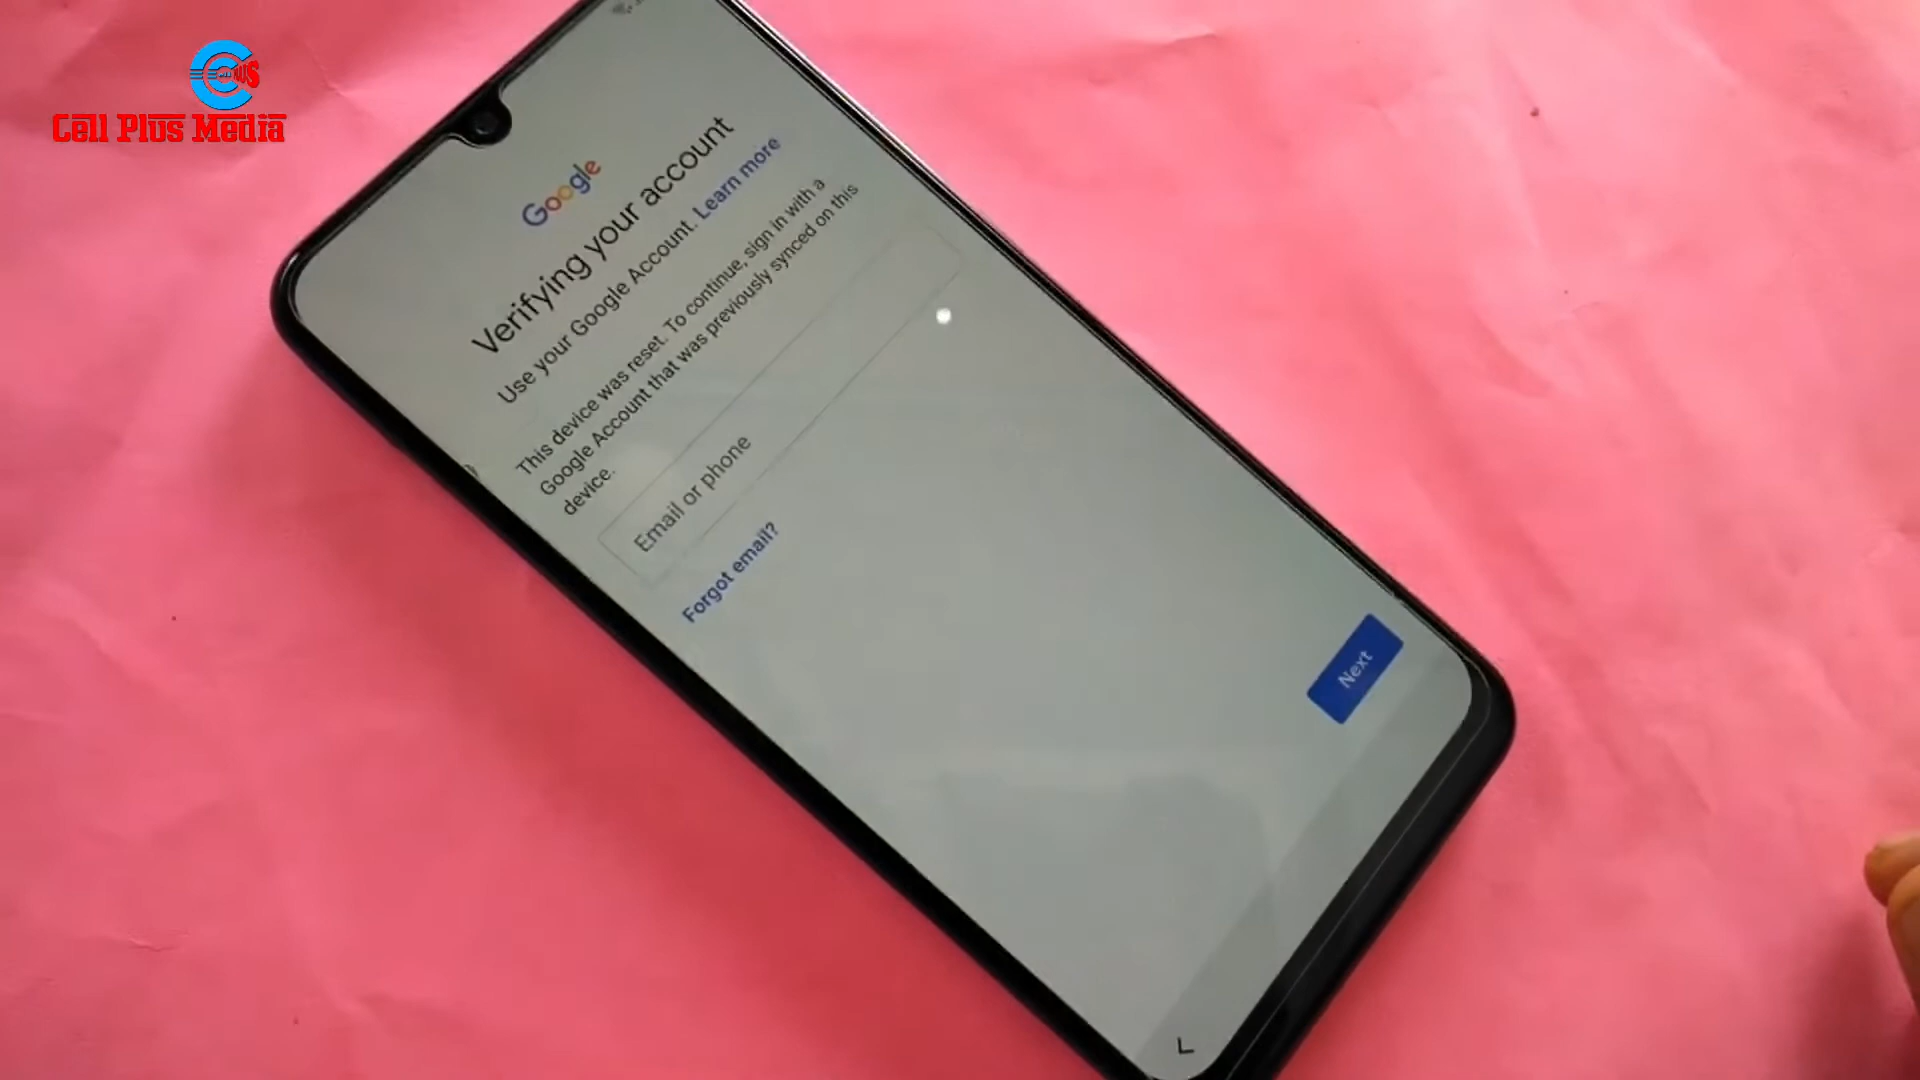 Cell Plus Media
Google
Verifying your account
Use your Google Account. Learn more
This device was reset. To continue, sign in with a
Google Account that was previously synced on this
device.
Email or phone
Forgot email?
Next